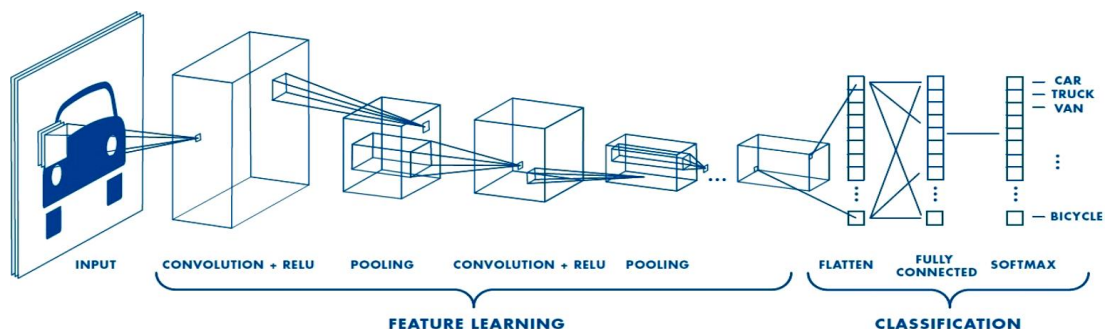 CAR
TRUCK
VAN
BICYCLE
INPUT
CONVOLUTION + RELU
POOLING
CONVOLUTION + RELU
POOLING
FLATTEN
FULLY
CONNECTED
SOFTMAX
FEATURE LEARNING
CLASSIFICATION